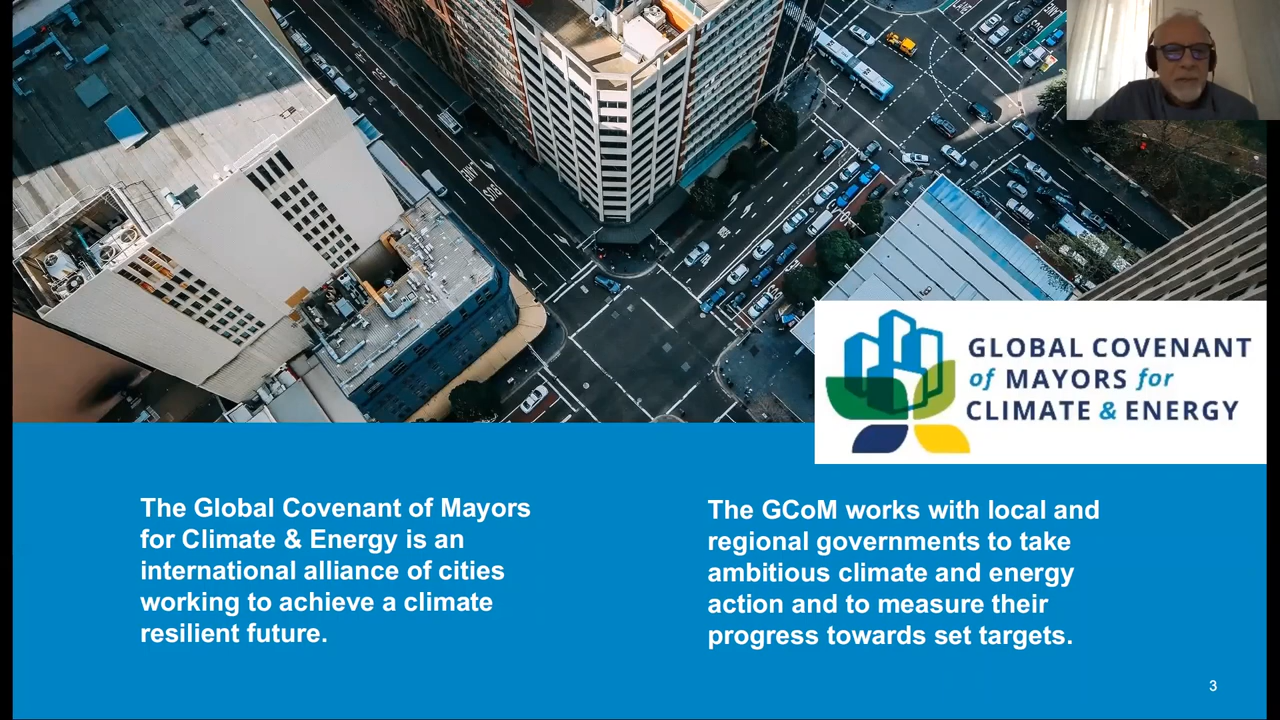 GLOBAL COVENANT
of MAYORS for
CLIMATE & ENERGY
The Global Covenant of Mayors
for Climate & Energy is an
international alliance of cities
working to achieve a climate
resilient future.
The GCoM works with local and
regional governments to take
ambitious climate and energy
action and to measure their
progress towards set targets.
3